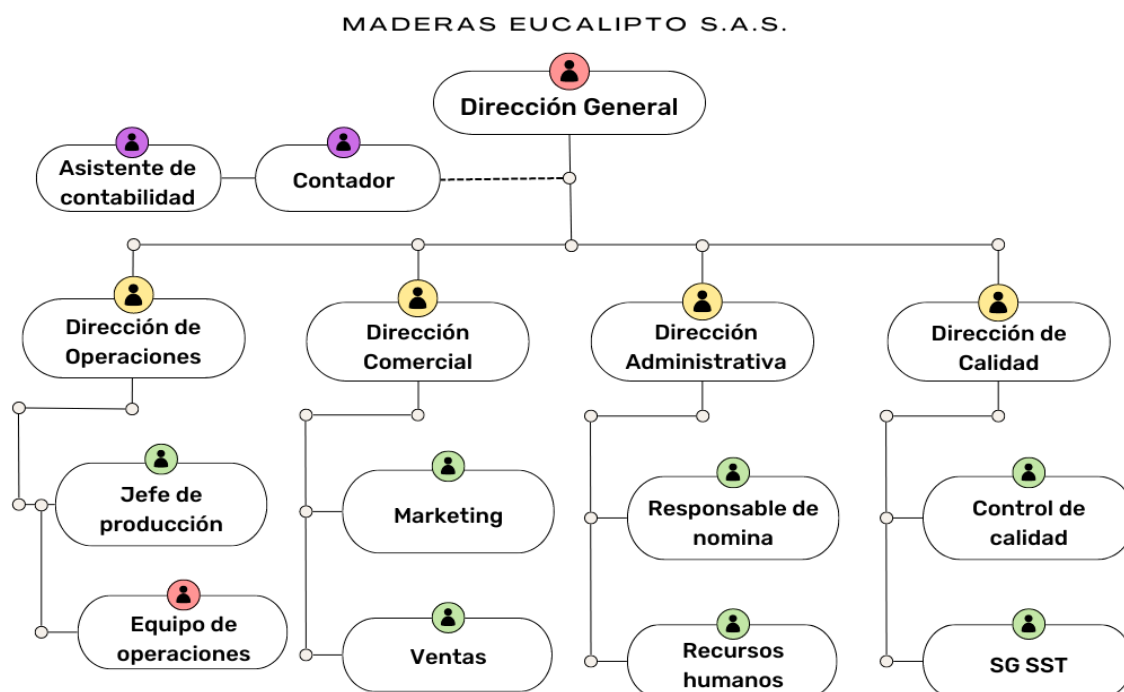 MADERAS EUCALIPTO S.A.S.
Dirección General
Asistente de
contabilidad
Contador
Dirección de
Operaciones
Dirección
Comercial
Dirección
Administrativa
Dirección de
Calidad
Jefe de
producción
Marketing
Responsable de
nomina
Control de
calidad
Equipo de
operaciones
Ventas
Recursos
humanos
SG SST